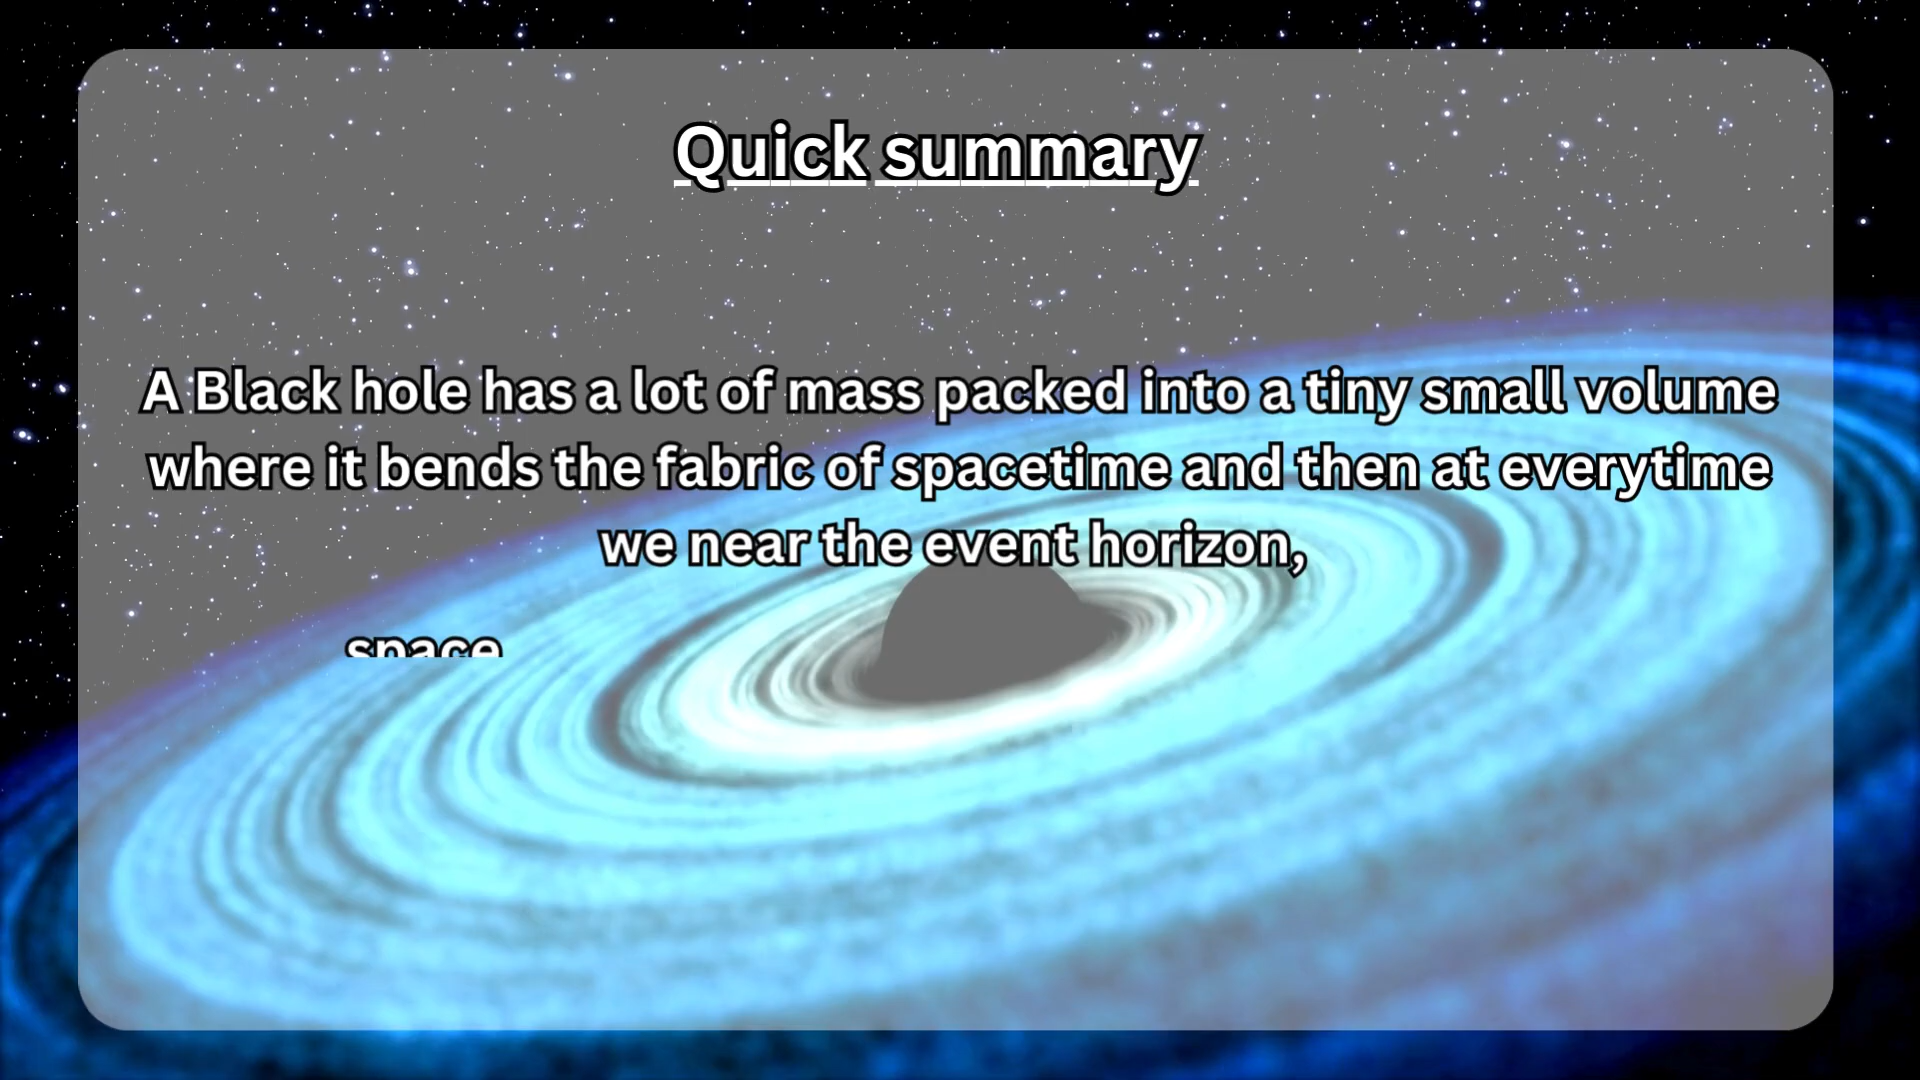 Quick summary
A Black hole has a lot of mass packed into a tiny small volume
where it bends the fabric of spacetime and then at everytime
we near the event horizon,
space